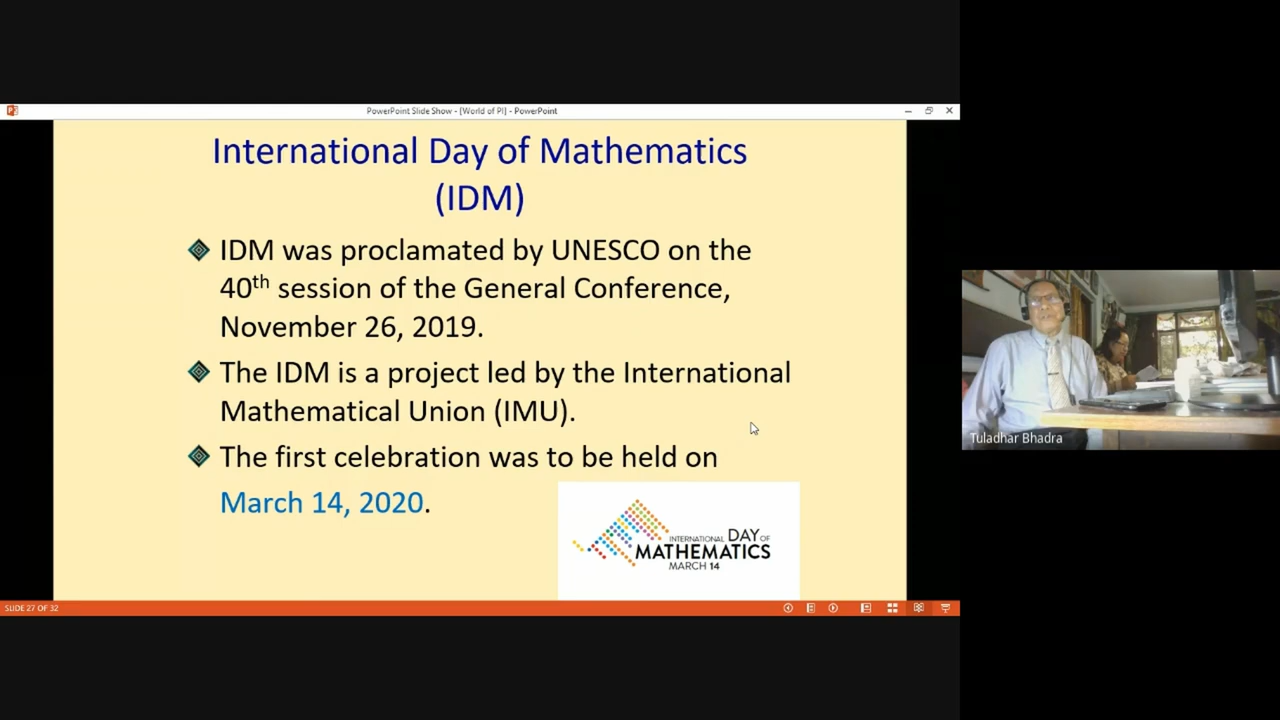 PowerPoint Slide Show - [World of PI] - PowerPoint
International Day of Mathematics
(IDM)
IDM was proclamated by UNESCO on the
40th session of the General Conference,
November 26, 2019.
The IDM is a project led by the International
Mathematical Union (IMU).
The first celebration was to be held on
March 14, 2020.
INTERNATIONAL DAY OF
MATHEMATICS
MARCH 14
SLIDE 27 OF 32
Tuladhar Bhadra